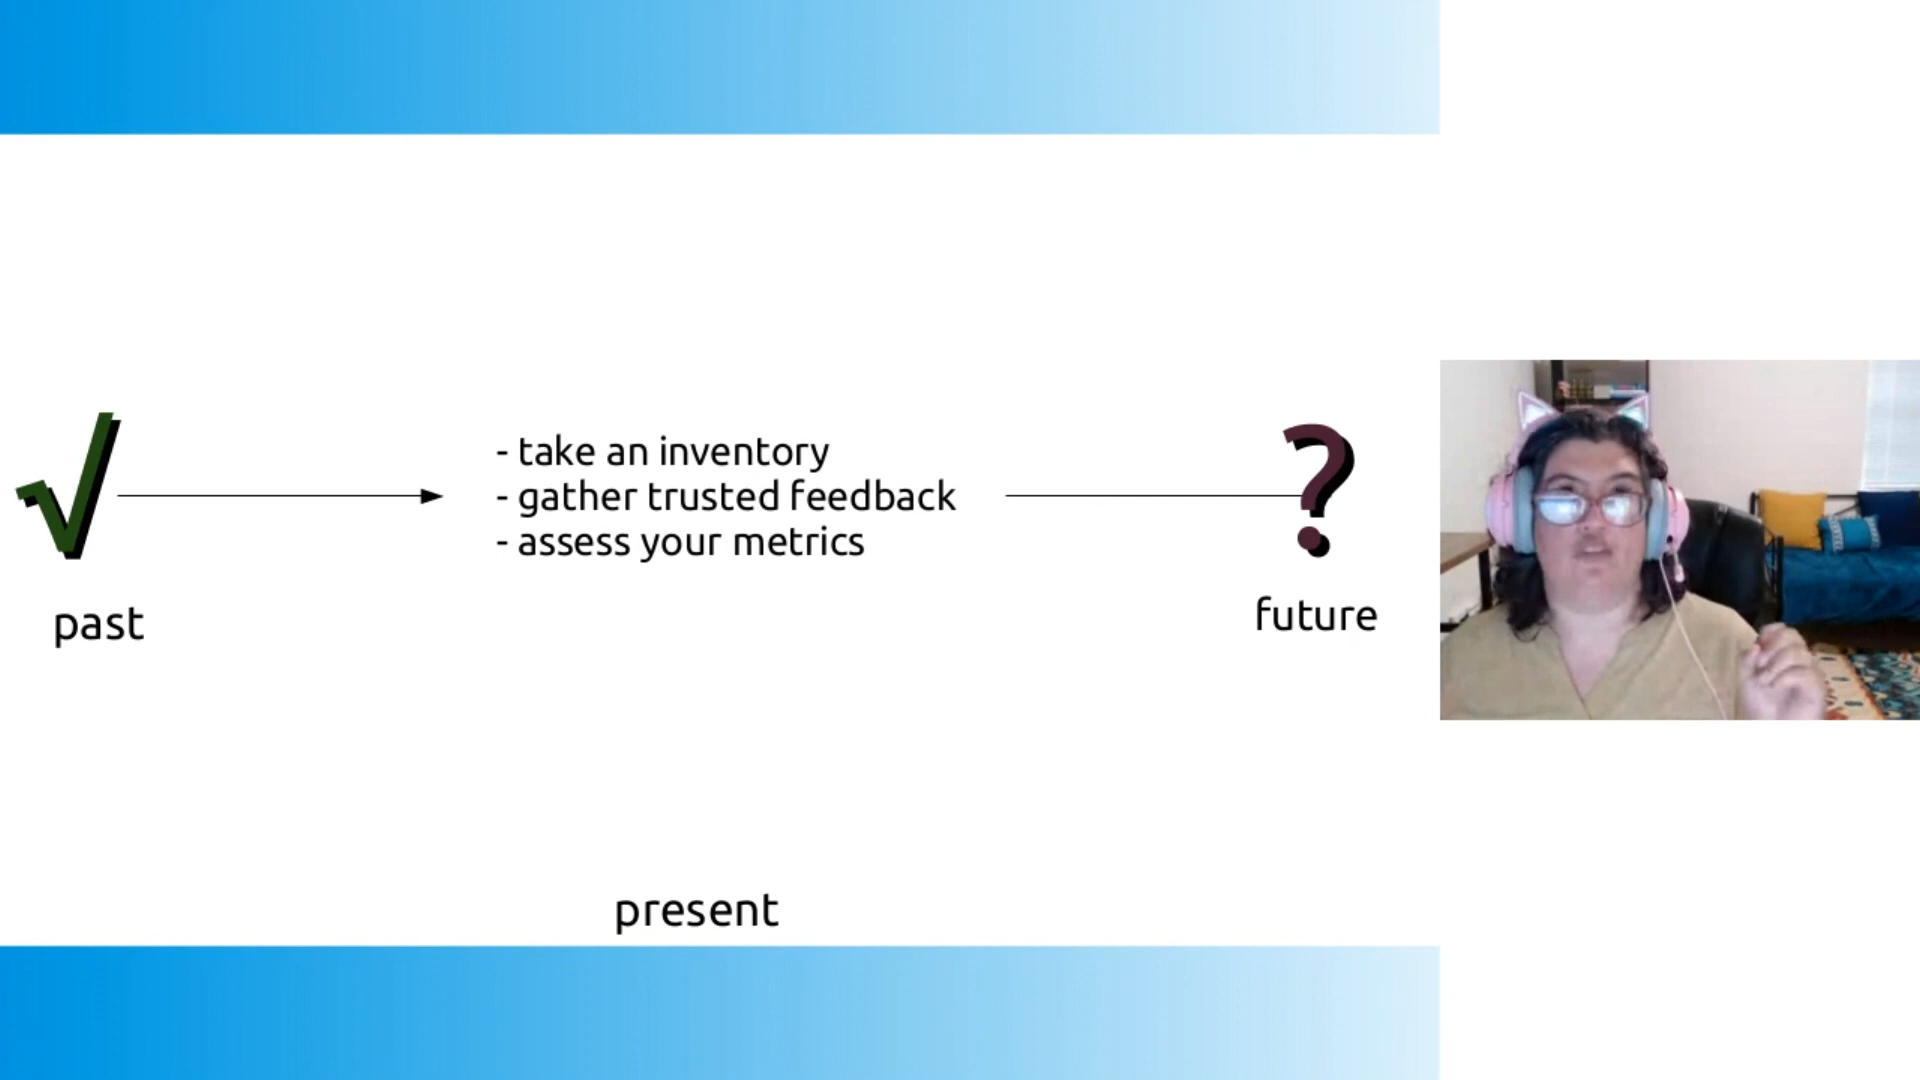 √
- take an inventory
- gather trusted feedback
- assess your metrics
?
past
future
present